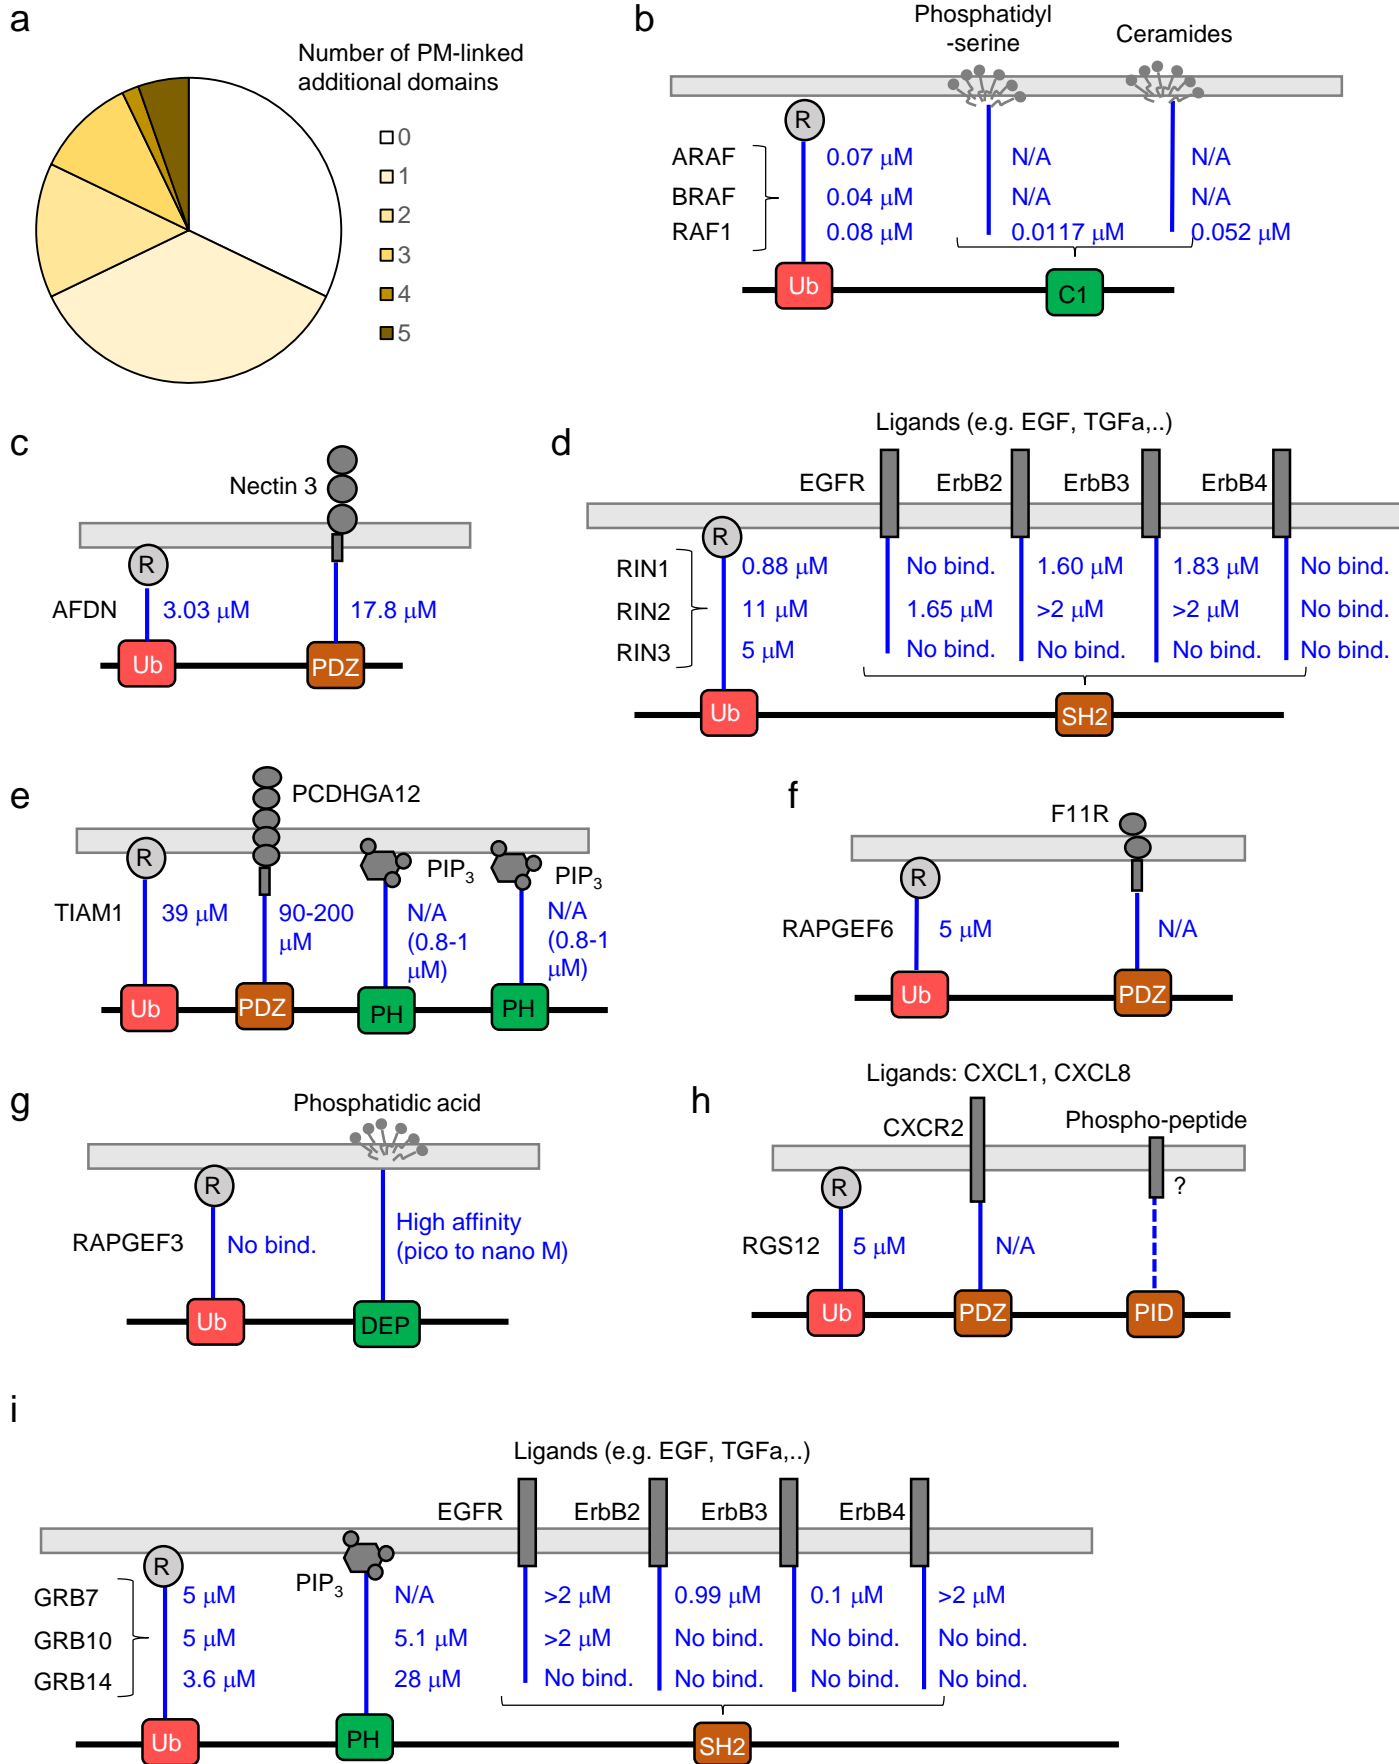 a
Number of PM-linked
additional domains
0
1
2
3
4
5
b
Phosphatidyl
-serine
Ceramides
R
ARAF 0.07 μM N/A N/A
BRAF 0.04 μM N/A N/A
RAF1 0.08 μM 0.0117 μM 0.052 μM
Ub C1
c
Nectin 3
R
AFDN 3.03 μM 17.8 μM
Ub PDZ
d
Ligands (e.g. EGF, TGFa,..)
EGFR ErbB2 ErbB3 ErbB4
R
RIN1 0.88 μM No bind. 1.60 μM 1.83 μM No bind.
RIN2 11 μM 1.65 μM >2 μM >2 μM No bind.
RIN3 5 μM No bind. No bind. No bind. No bind.
Ub SH2
e
PCDHGA12
R PIP3 PIP3
TIAM1 39 μM 90-200 N/A N/A
μM (0.8-1 (0.8-1
μM) μM)
Ub PDZ PH PH
f
F11R
R
RAPGEF6 5 μM N/A
Ub PDZ
g
Phosphatidic acid
R
RAPGEF3 No bind. High affinity
(pico to nano M)
Ub DEP
h
Ligands: CXCL1, CXCL8
CXCR2 Phospho-peptide
R ?
RGS12 5 μM N/A
Ub PDZ PID
i
Ligands (e.g. EGF, TGFa,..)
EGFR ErbB2 ErbB3 ErbB4
R PIP3
GRB7 5 μM N/A >2 μM 0.99 μM 0.1 μM >2 μM
GRB10 5 μM 5.1 μM >2 μM No bind. No bind. No bind.
GRB14 3.6 μM 28 μM No bind. No bind. No bind. No bind.
Ub PH SH2